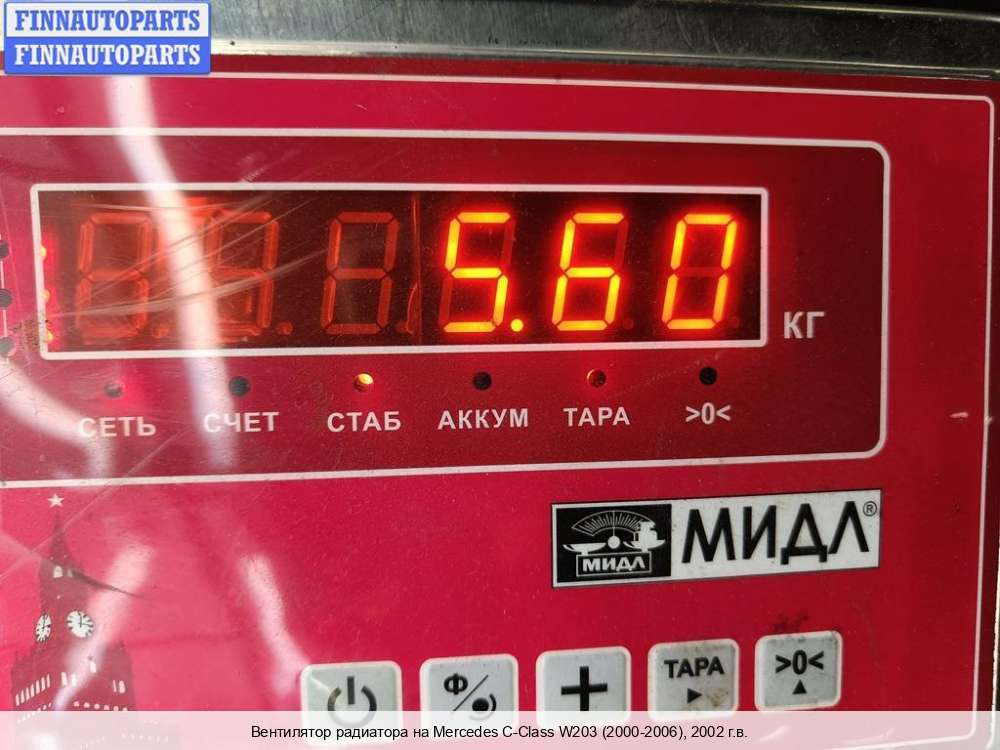 FINNAUTOPARTS
FINNAUTOPARTS
5.60
КГ
СЕТЬ СЧЕТ СТАБ АККУМ ТАРА >0<
МИДЛ МИДЛ®
Ф ТАРА >0<
Вентилятор радиатора на Mercedes C-Class W203 (2000-2006), 2002 г.в.